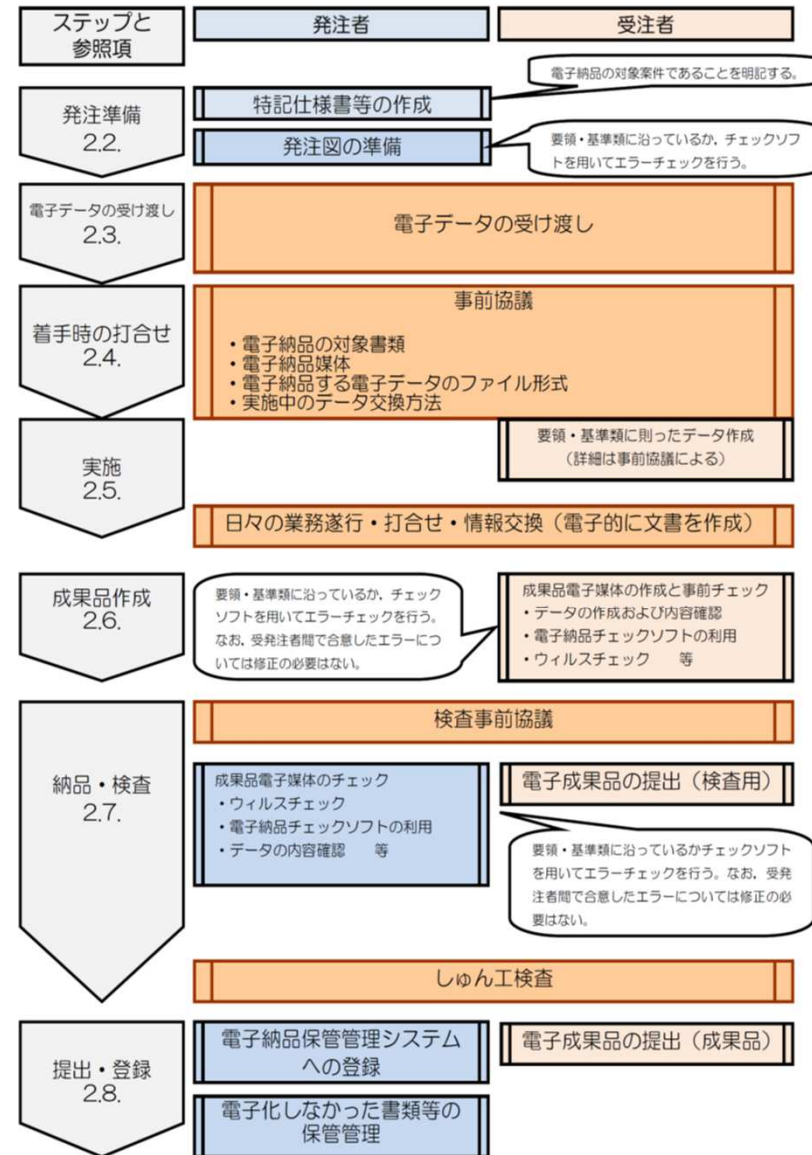 ステップと
参照項
発注者
受注者
電子納品の対象案件であることを明記する。
発注準備
2.2.
特記仕様書等の作成
発注図の準備
要領・基準類に沿っているか、チェックソフ
トを用いてエラーチェックを行う。
電子データの受け渡し
2.3.
電子データの受け渡し
着手時の打合せ
2.4.
事前協議
・電子納品の対象書類
・電子納品媒体
・電子納品する電子データのファイル形式
・実施中のデータ交換方法
実施
2.5.
要領・基準類に則ったデータ作成
（詳細は事前協議による）
日々の業務遂行・打合せ・情報交換（電子的に文書を作成）
成果品作成
2.6.
要領・基準類に沿っているか、チェック
ソフトを用いてエラーチェックを行う。
なお、受発注者間で合意したエラーにつ
いては修正の必要はない。
成果品電子媒体の作成と事前チェック
・データの作成および内容確認
・電子納品チェックソフトの利用
・ウィルスチェック　等
納品・検査
2.7.
検査事前協議
成果品電子媒体のチェック
・ウィルスチェック
・電子納品チェックソフトの利用
・データの内容確認　等
電子成果品の提出（検査用）
要領・基準類に沿っているかチェックソフト
を用いてエラーチェックを行う。なお、受発
注者間で合意したエラーについては修正の必
要はない。
しゅん工検査
提出・登録
2.8.
電子納品保管管理システム
への登録
電子成果品の提出（成果品）
電子化しなかった書類等の
保管管理